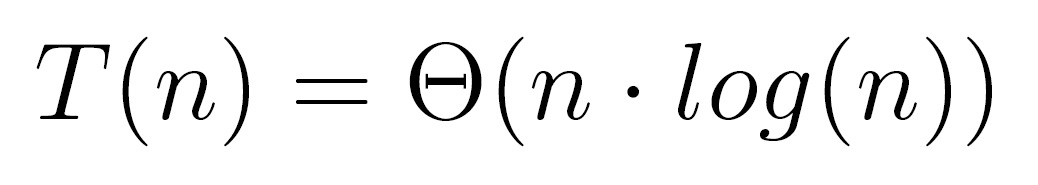 T(n) = Θ(n · log(n))